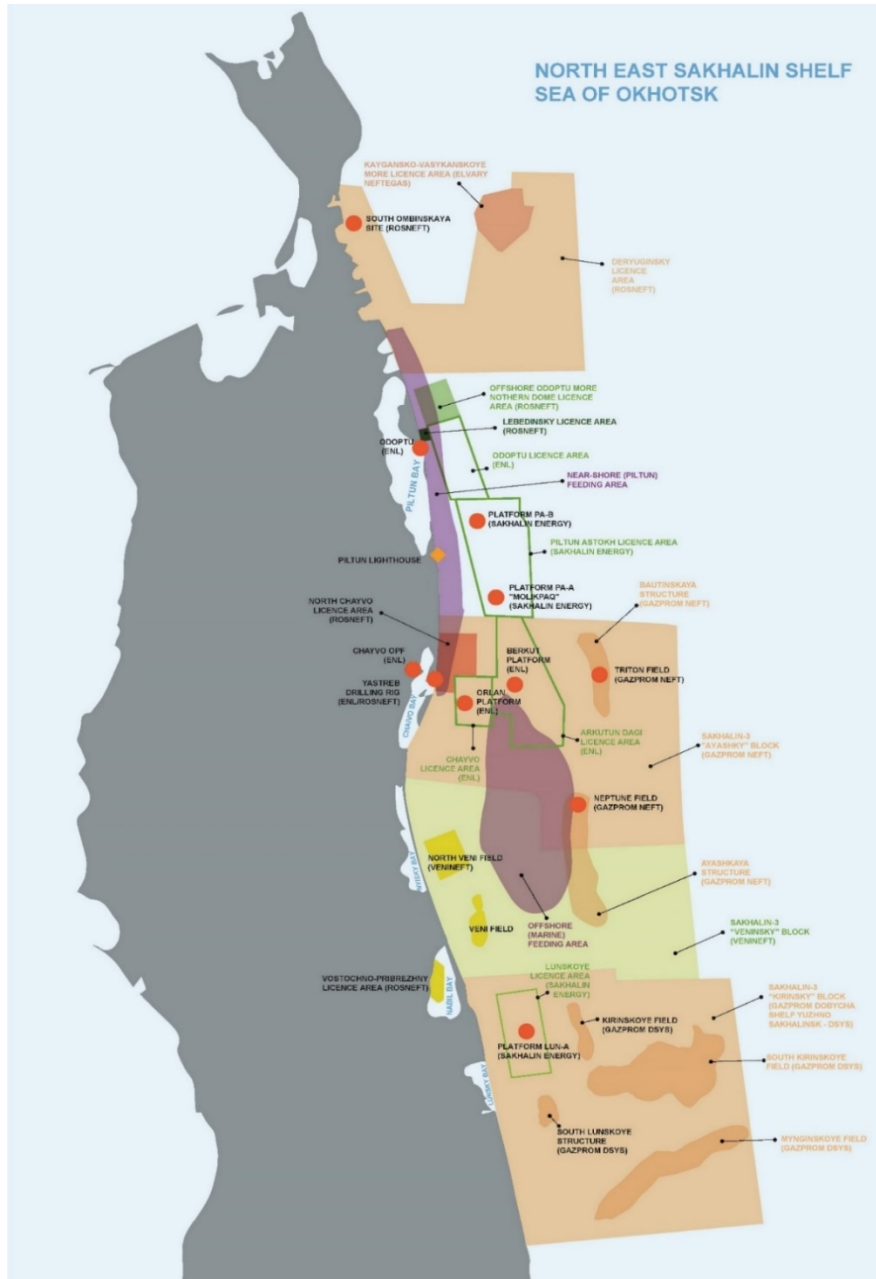 NORTH EAST SAKHALIN SHELF
SEA OF OKHOTSK
KAYGANSKO-VASYKANSKOYE
MORE LICENCE AREA (ELVARY
NEFTEGAS)
SOUTH OMBINSKAYA
SITE (ROSNEFT)
DERYUGINSKY
LICENCE
AREA
(ROSNEFT)
OFFSHORE ODOPTU MORE
NOTHERN DOME LICENCE
AREA (ROSNEFT)
LEBEDINSKY LICENCE AREA
(ROSNEFT)
ODOPTU
(ENL)
ODOPTU LICENCE AREA
(ENL)
PILTUN BAY
NEAR-SHORE (PILTUN)
FEEDING AREA
PLATFORM PA-B
(SAKHALIN ENERGY)
PILTUN ASTOKH LICENCE AREA
(SAKHALIN ENERGY)
PILTUN LIGHTHOUSE
PLATFORM PA-A
"MOLIKPAQ"
(SAKHALIN ENERGY)
BAUTINSKAYA
STRUCTURE
(GAZPROM NEFT)
NORTH CHAYVO
LICENCE AREA
(ROSNEFT)
CHAYVO OPF
(ENL)
BERKUT
PLATFORM
(ENL)
TRITON FIELD
(GAZPROM NEFT)
YASTREB
DRILLING RIG
(ENL/ROSNEFT)
ORLAN
PLATFORM
(ENL)
CHAIVO BAY
ARKUTUN DAGI
LICENCE AREA
(ENL)
SAKHALIN-3
"AYASHKY" BLOCK
(GAZPROM NEFT)
CHAYVO
LICENCE AREA
(ENL)
NEPTUNE FIELD
(GAZPROM NEFT)
NYISKY BAY
NORTH VENI FIELD
(VENINEFT)
AYASHKAYA
STRUCTURE
(GAZPROM NEFT)
VENI FIELD
OFFSHORE
(MARINE)
FEEDING AREA
SAKHALIN-3
"VENINSKY" BLOCK
(VENINEFT)
VOSTOCHNO-PRIBREZHNY
LICENCE AREA (ROSNEFT)
NABIL BAY
LUNSKOYE
LICENCE AREA
(SAKHALIN
ENERGY)
SAKHALIN-3
"KIRINSKY" BLOCK
(GAZPROM DOBYCHA
SHELF YUZHNO
SAKHALINSK - DSYS)
KIRINSKOYE FIELD
(GAZPROM DSYS)
PLATFORM LUN-A
(SAKHALIN ENERGY)
SOUTH KIRINSKOYE
FIELD (GAZPROM DSYS)
LUNSKY BAY
SOUTH LUNSKOYE
STRUCTURE
(GAZPROM DSYS)
MYNGINSKOYE FIELD
(GAZPROM DSYS)